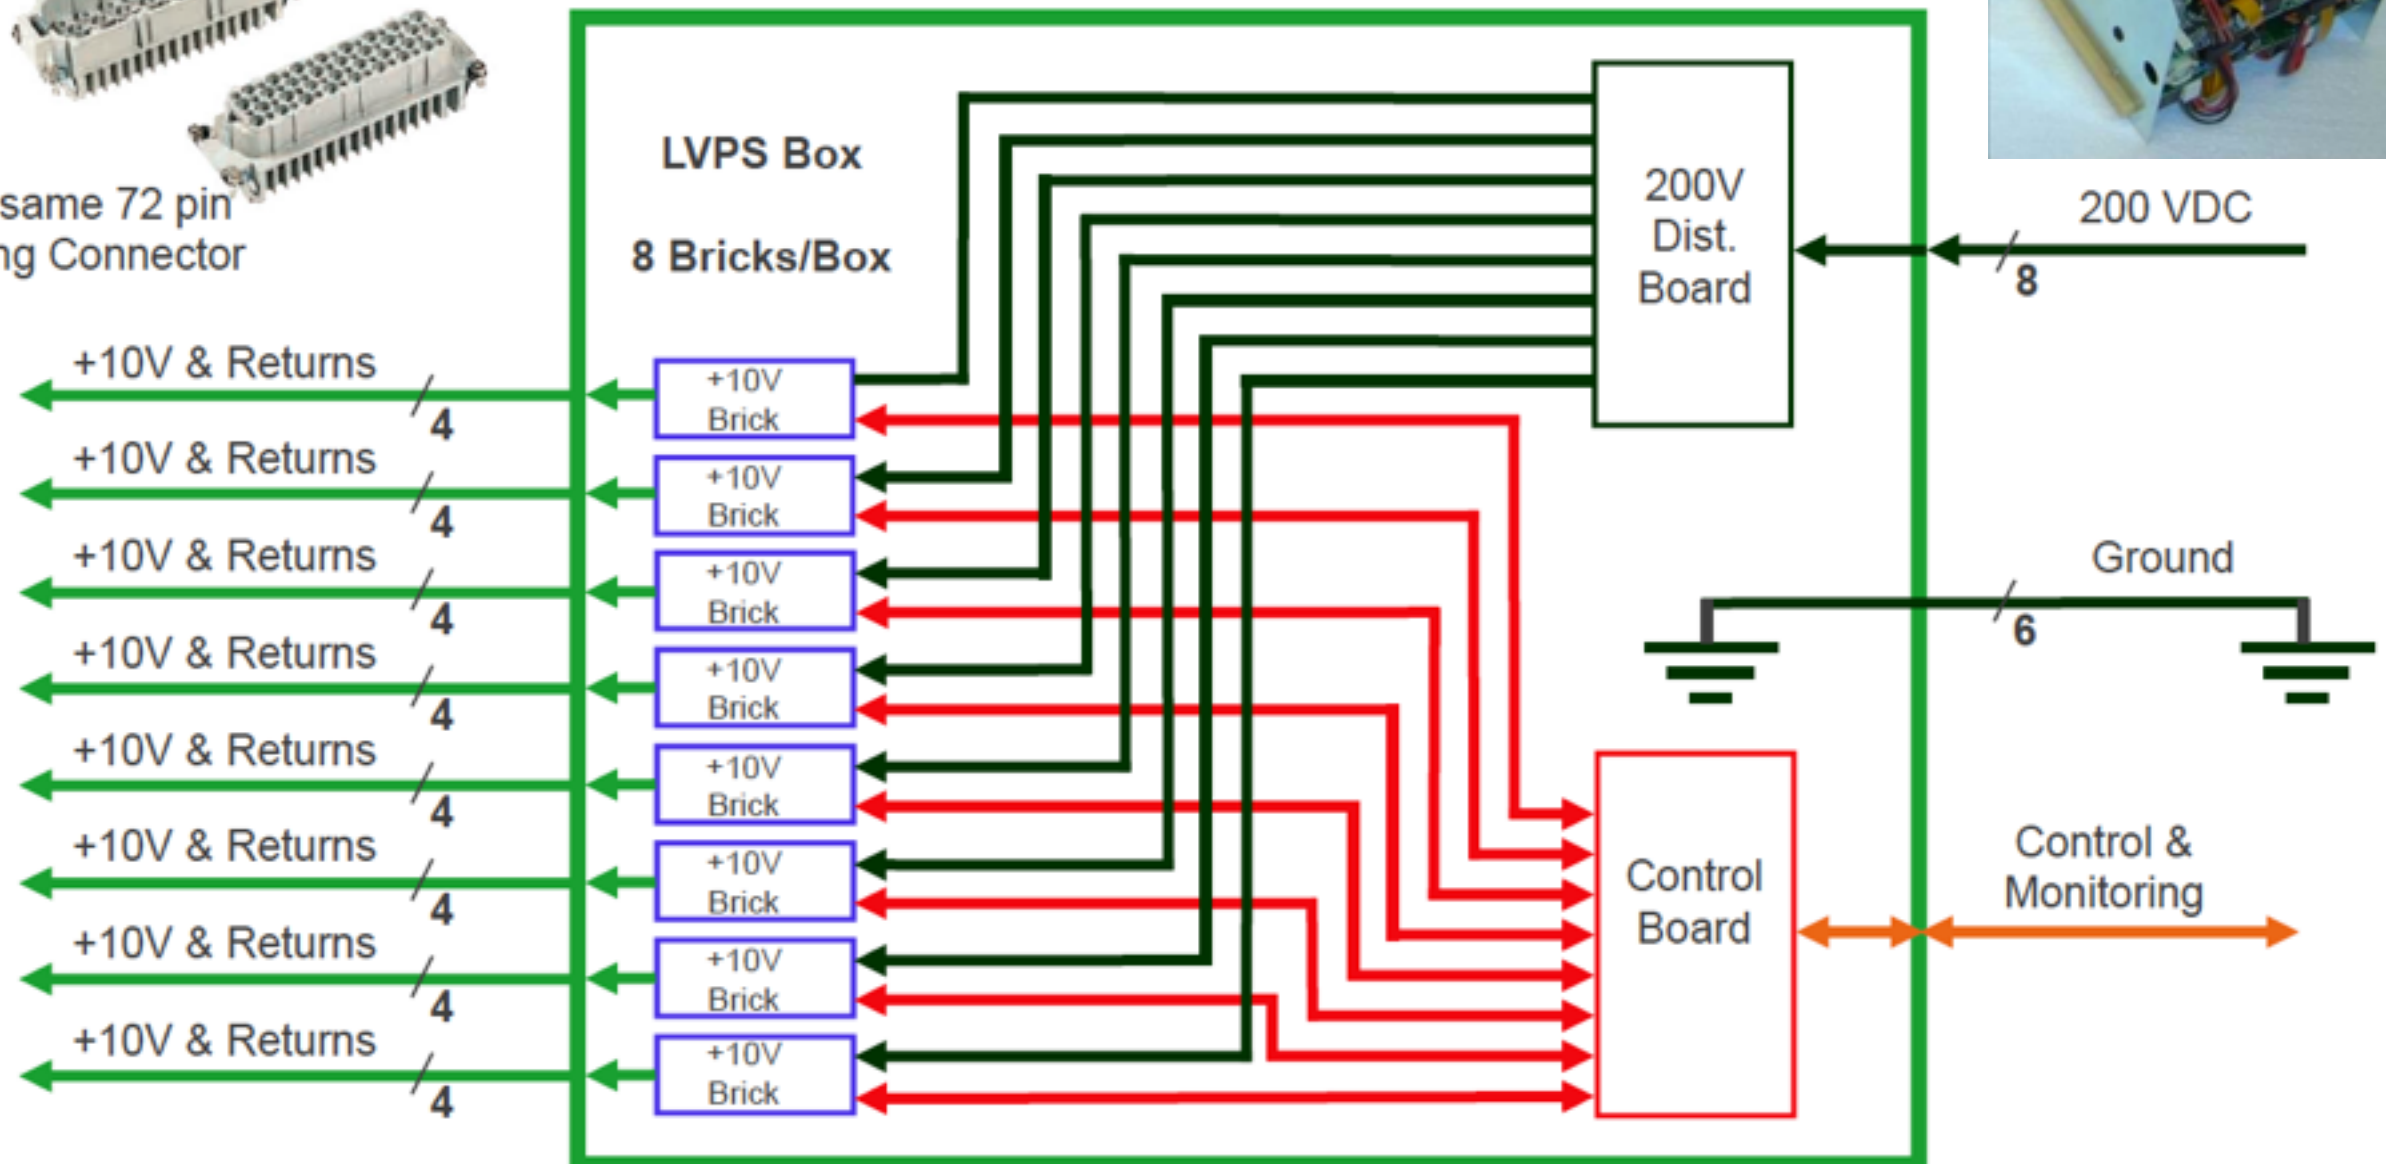 same 72 pin
ng Connector
LVPS Box
8 Bricks/Box
200V
Dist.
Board
200 VDC
8
Ground
6
Control
Board
Control &
Monitoring
+10V & Returns
4
+10V
Brick
+10V & Returns
4
+10V
Brick
+10V & Returns
4
+10V
Brick
+10V & Returns
4
+10V
Brick
+10V & Returns
4
+10V
Brick
+10V & Returns
4
+10V
Brick
+10V & Returns
4
+10V
Brick
+10V & Returns
4
+10V
Brick